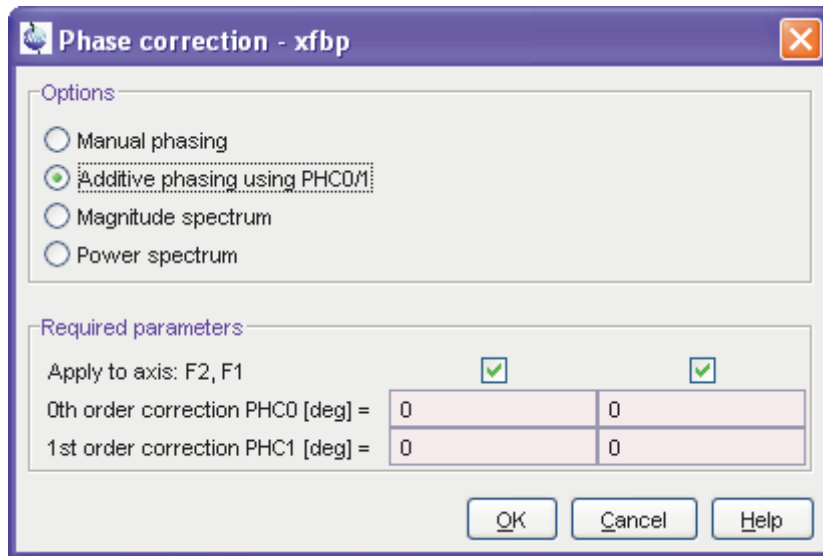 Phase correction - xfbp
Options
Manual phasing
Additive phasing using PHC0/1
Magnitude spectrum
Power spectrum
Required parameters
Apply to axis: F2, F1
0th order correction PHC0 [deg] = 0 0
1st order correction PHC1 [deg] = 0 0
OK Cancel Help